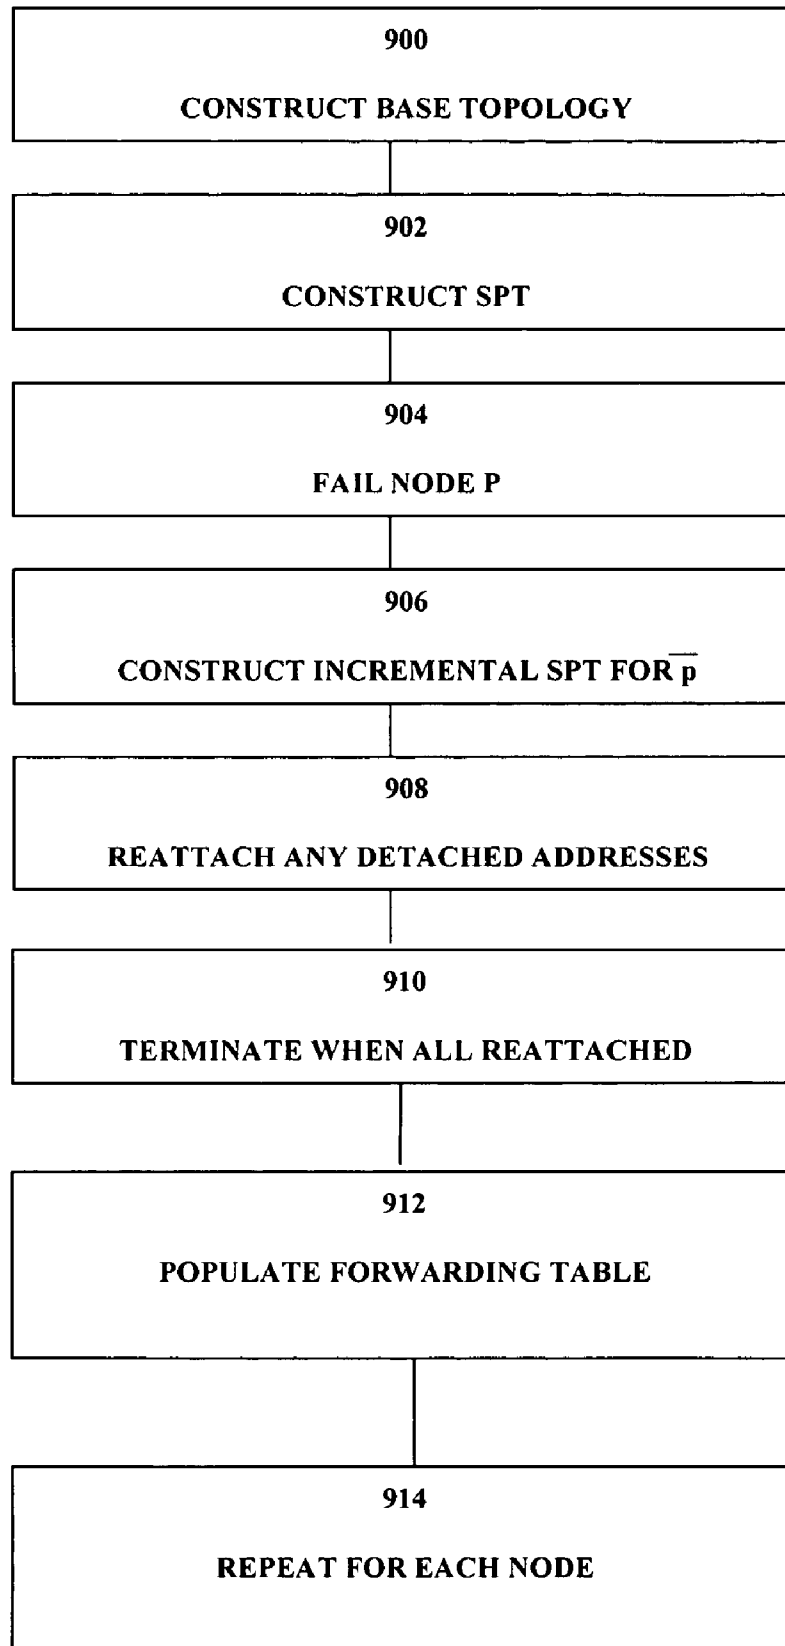 900
CONSTRUCT BASE TOPOLOGY
902
CONSTRUCT SPT
904
FAIL NODE P
906
CONSTRUCT INCREMENTAL SPT FOR p̅
908
REATTACH ANY DETACHED ADDRESSES
910
TERMINATE WHEN ALL REATTACHED
912
POPULATE FORWARDING TABLE
914
REPEAT FOR EACH NODE